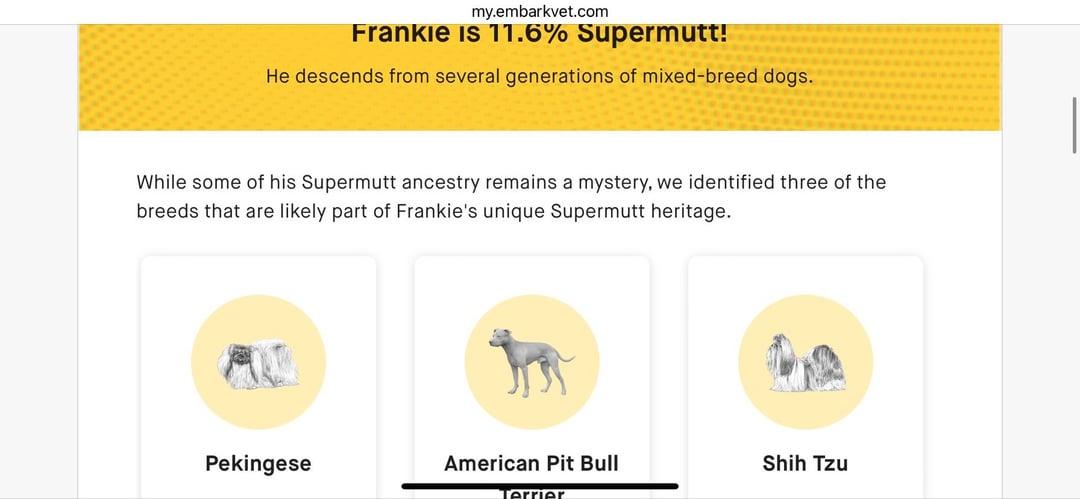 my.embarkvet.com
Frankie is 11.6% Supermutt!
He descends from several generations of mixed-breed dogs.
While some of his Supermutt ancestry remains a mystery, we identified three of the
breeds that are likely part of Frankie's unique Supermutt heritage.
Pekingese
American Pit Bull
Terrier
Shih Tzu